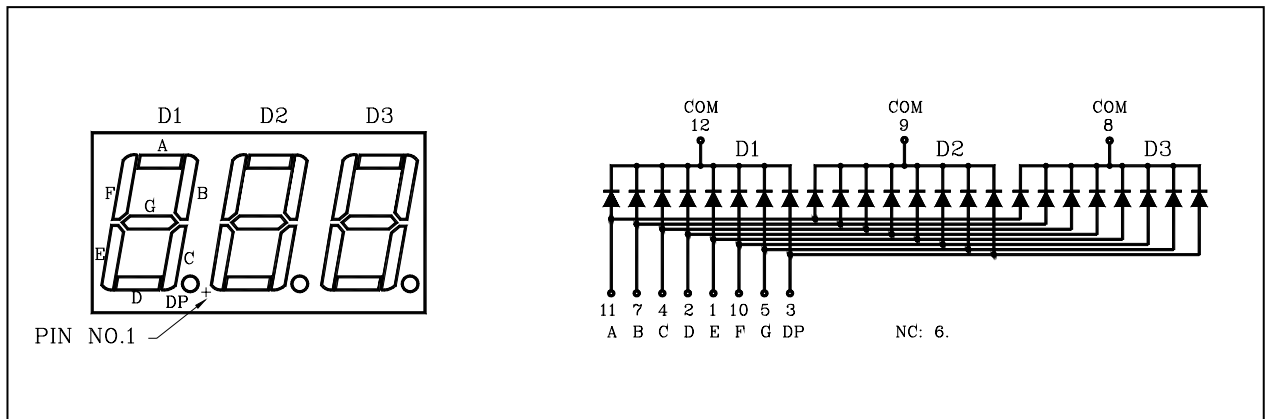 D1 D2 D3
A
F B
G
E C
D DP
+
PIN NO.1
COM COM COM
12 9 8
D1 D2 D3
11 7 4 2 1 10 5 3
A B C D E F G DP
NC: 6.